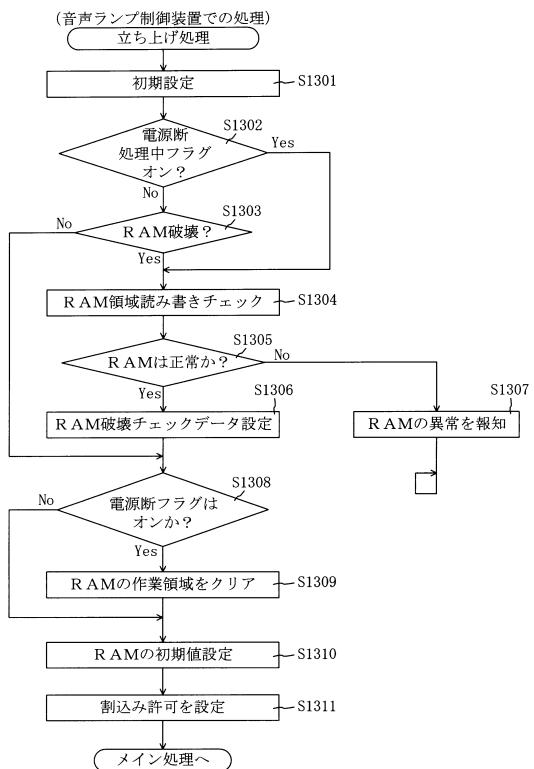 (音声ランプ制御装置での処理)
立ち上げ処理
初期設定
S1301
電源断
処理中フラグ
オン？
S1302
Yes
No
RAM破壊？
S1303
No
Yes
RAM領域読み書きチェック
S1304
RAMは正常か？
S1305
No
Yes
RAM破壊チェックデータ設定
S1306
RAMの異常を報知
S1307
電源断フラグは
オンか？
S1308
No
Yes
RAMの作業領域をクリア
S1309
RAMの初期値設定
S1310
割込み許可を設定
S1311
メイン処理へ